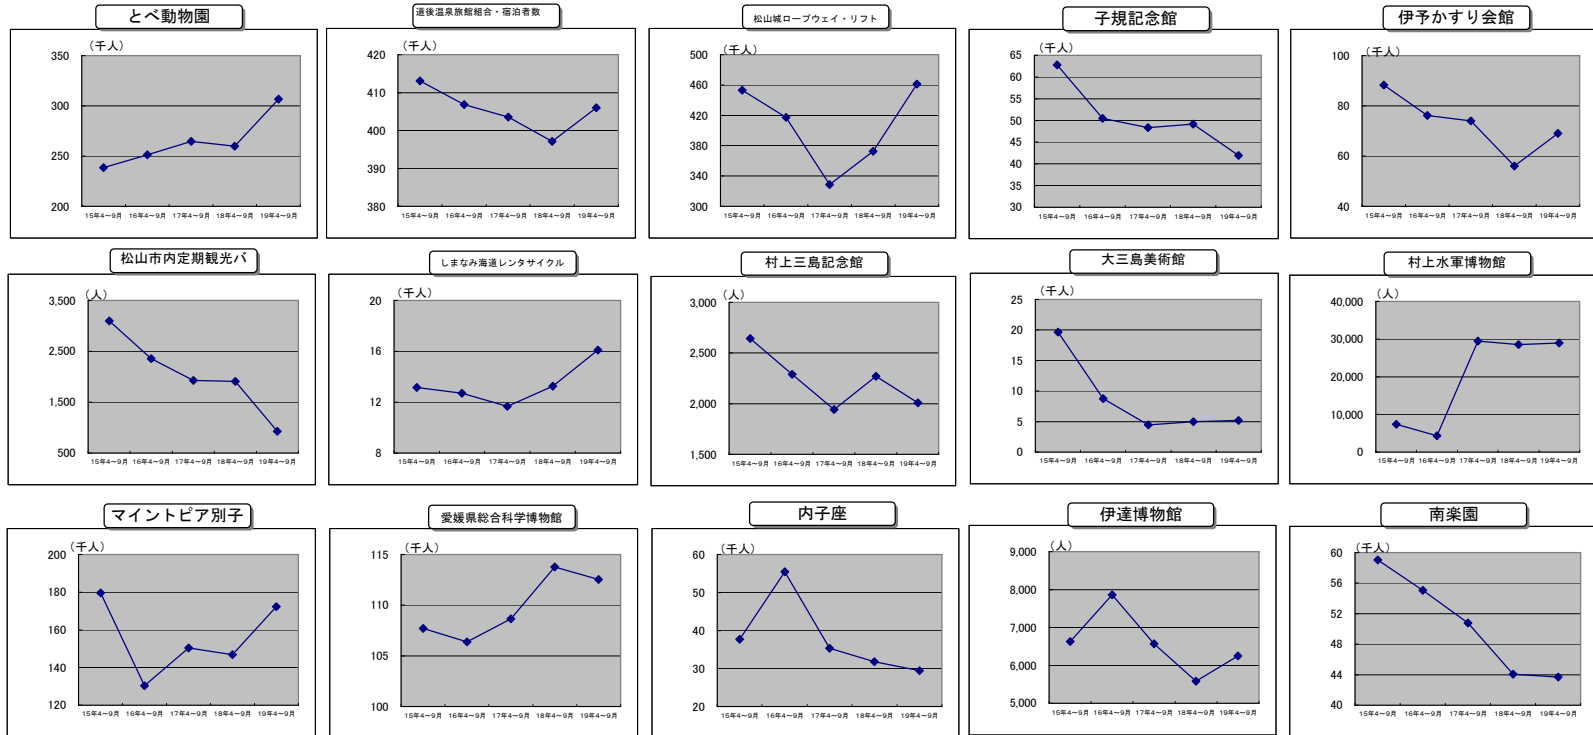 とべ動物園
(千人)
350
300
250
200
15年4～9月 16年4～9月 17年4～9月 18年4～9月 19年4～9月
道後温泉旅館組合・宿泊者数
(千人)
420
410
400
390
380
15年4～9月 16年4～9月 17年4～9月 18年4～9月 19年4～9月
松山城ロープウェイ・リフト
(千人)
500
460
420
380
340
300
15年4～9月 16年4～9月 17年4～9月 18年4～9月 19年4～9月
子規記念館
(千人)
65
60
55
50
45
40
35
30
15年4～9月 16年4～9月 17年4～9月 18年4～9月 19年4～9月
伊予かすり会館
(千人)
100
80
60
40
15年4～9月 16年4～9月 17年4～9月 18年4～9月 19年4～9月
松山市内定期観光バ
(人)
3,500
2,500
1,500
500
15年4～9月 16年4～9月 17年4～9月 18年4～9月 19年4～9月
しまなみ海道レンタサイクル
(千人)
20
16
12
8
15年4～9月 16年4～9月 17年4～9月 18年4～9月 19年4～9月
村上三島記念館
(人)
3,000
2,500
2,000
1,500
15年4～9月 16年4～9月 17年4～9月 18年4～9月 19年4～9月
大三島美術館
(千人)
25
20
15
10
5
0
15年4～9月 16年4～9月 17年4～9月 18年4～9月 19年4～9月
村上水軍博物館
(人)
40,000
30,000
20,000
10,000
0
15年4～9月 16年4～9月 17年4～9月 18年4～9月 19年4～9月
マイントピア別子
(千人)
200
180
160
140
120
15年4～9月 16年4～9月 17年4～9月 18年4～9月 19年4～9月
愛媛県総合科学博物館
(千人)
115
110
105
100
15年4～9月 16年4～9月 17年4～9月 18年4～9月 19年4～9月
内子座
(千人)
60
50
40
30
20
15年4～9月 16年4～9月 17年4～9月 18年4～9月 19年4～9月
伊達博物館
(人)
9,000
8,000
7,000
6,000
5,000
15年4～9月 16年4～9月 17年4～9月 18年4～9月 19年4～9月
南楽園
(千人)
60
56
52
48
44
40
15年4～9月 16年4～9月 17年4～9月 18年4～9月 19年4～9月